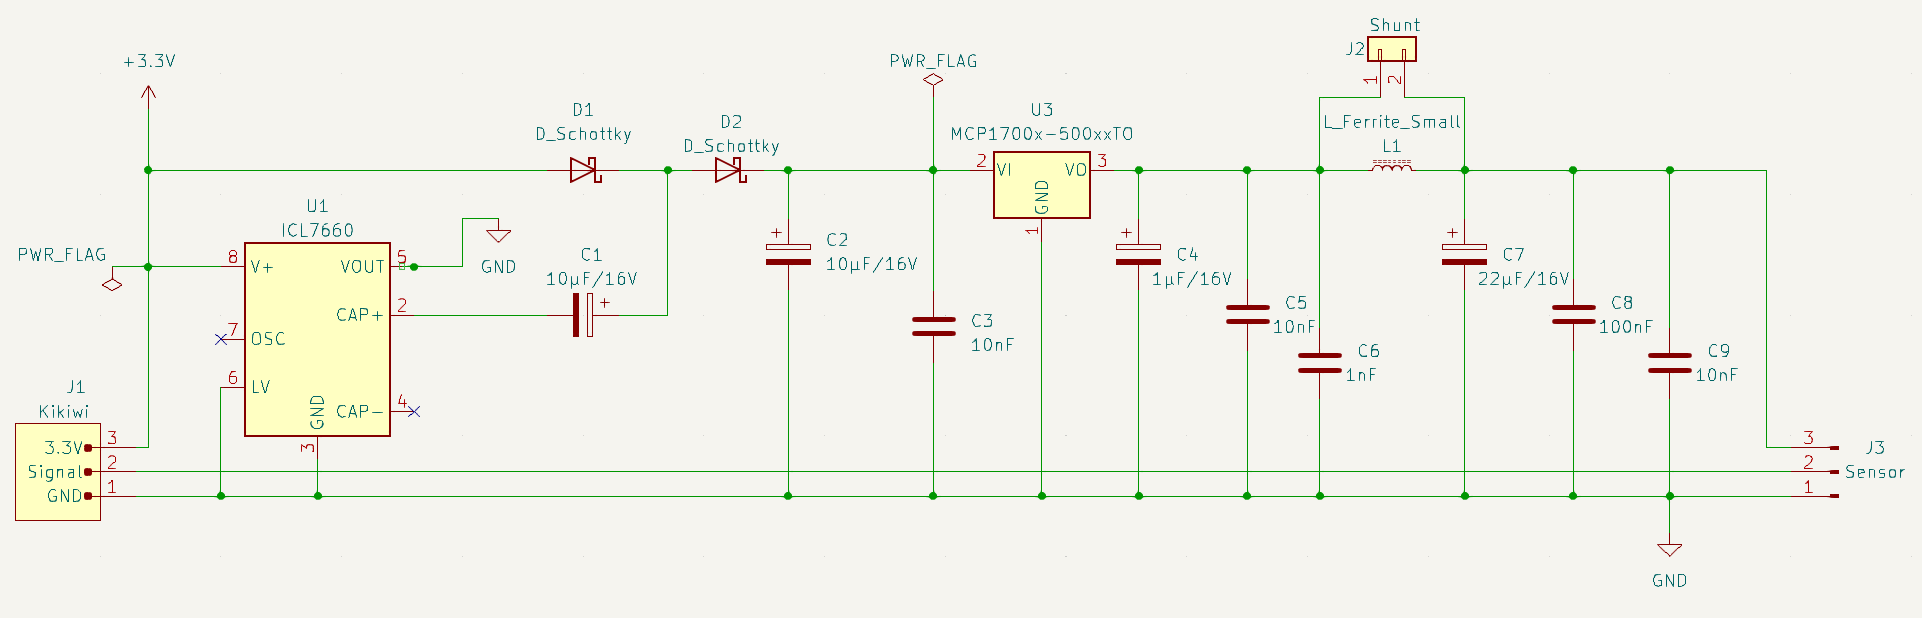 Shunt
J2
1
2
+3.3V
PWR_FLAG
D1
D_Schottky
D2
D_Schottky
U3
MCP1700x-500xxTO
2
VI
VO
3
GND
1
L_Ferrite_Small
L1
U1
ICL7660
PWR_FLAG
8
V+
VOUT
5
GND
CAP+
2
7
OSC
6
LV
GND
3
CAP-
4
C1
10µF/16V
+
+
C2
10µF/16V
C3
10nF
+
C4
1µF/16V
C5
10nF
C6
1nF
+
C7
22µF/16V
C8
100nF
C9
10nF
J1
Kikiwi
3.3V
3
Signal
2
GND
1
3
J3
2
Sensor
1
GND